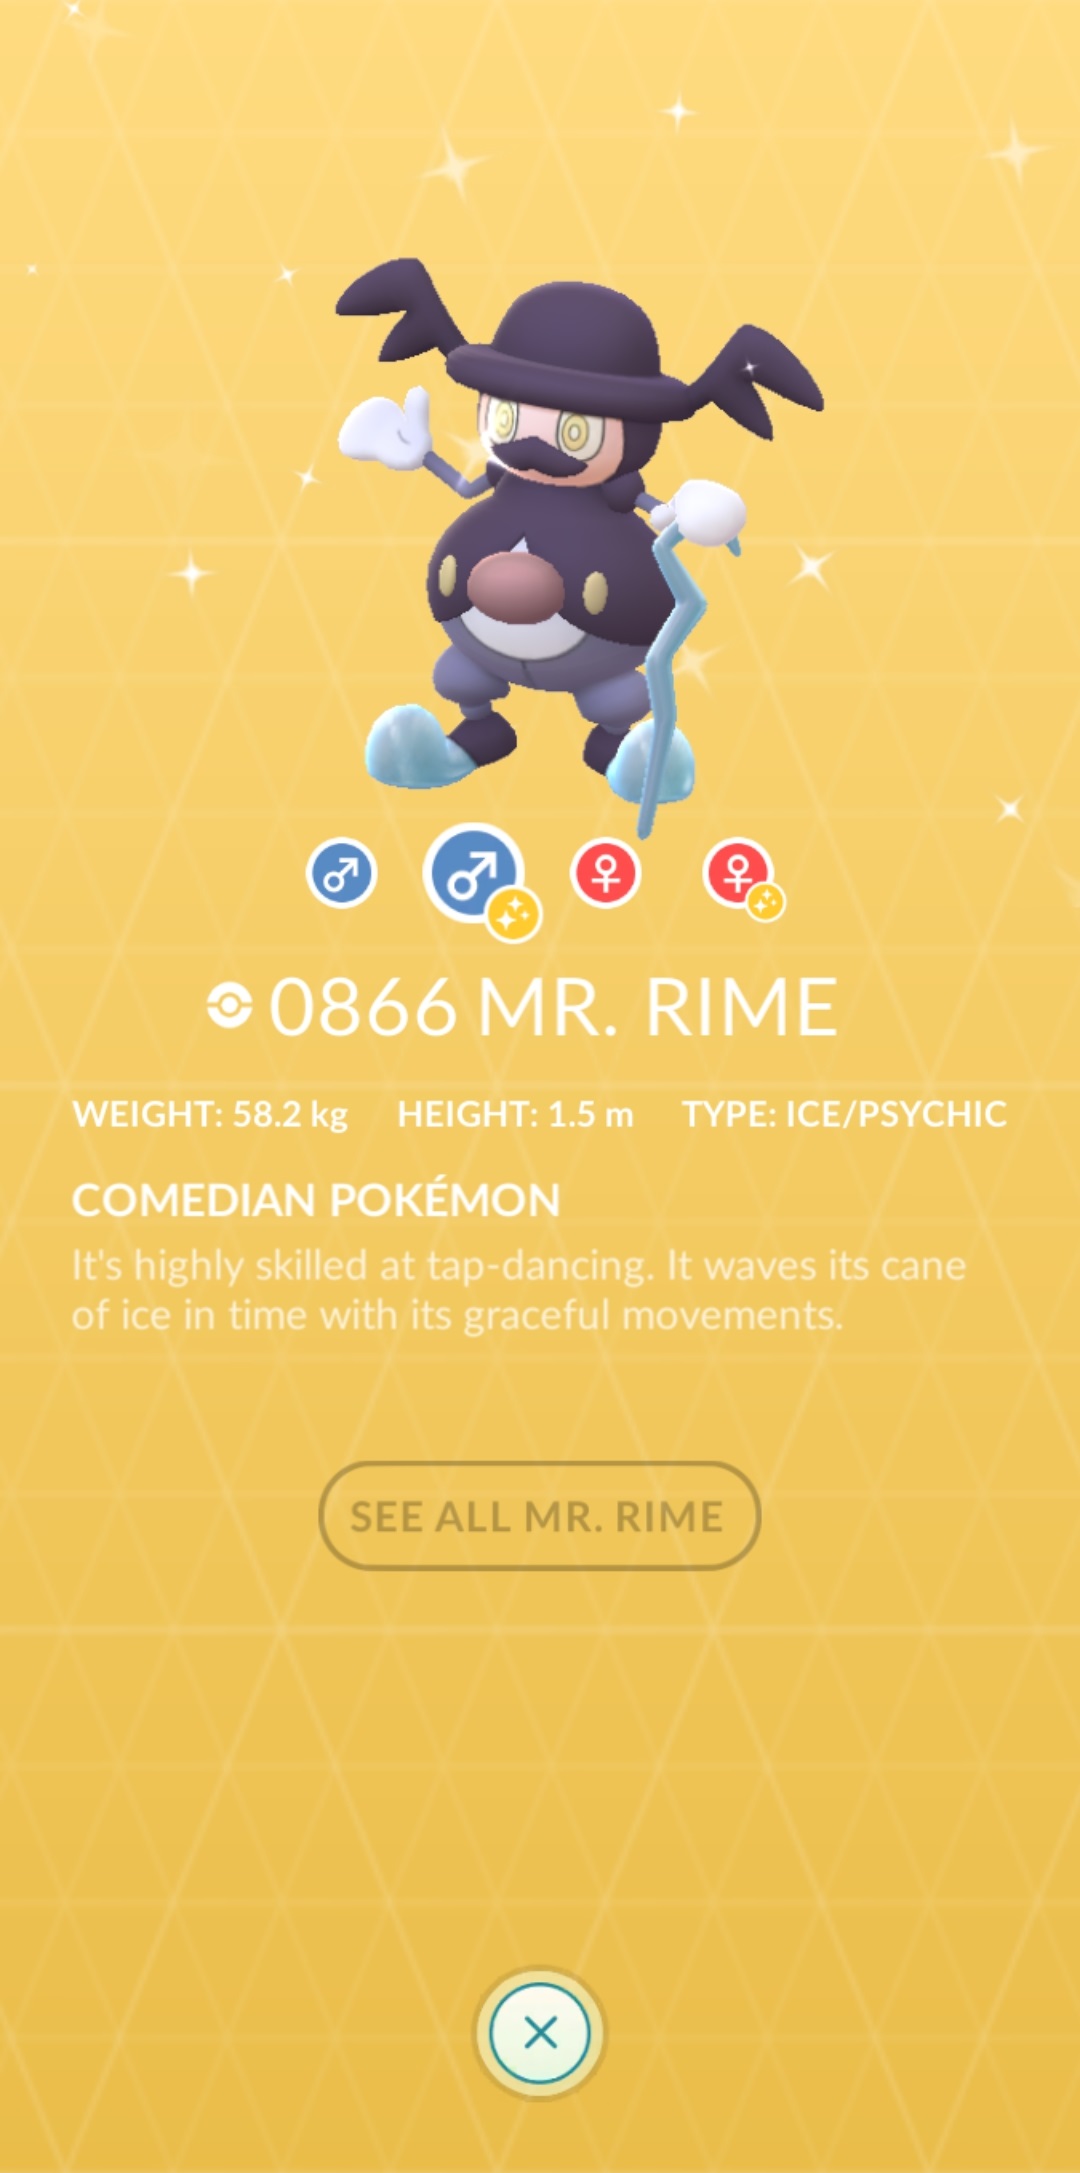 0866 MR. RIME
WEIGHT: 58.2 kg HEIGHT: 1.5 m TYPE: ICE/PSYCHIC
COMEDIAN POKÉMON
It's highly skilled at tap-dancing. It waves its cane
of ice in time with its graceful movements.
SEE ALL MR. RIME